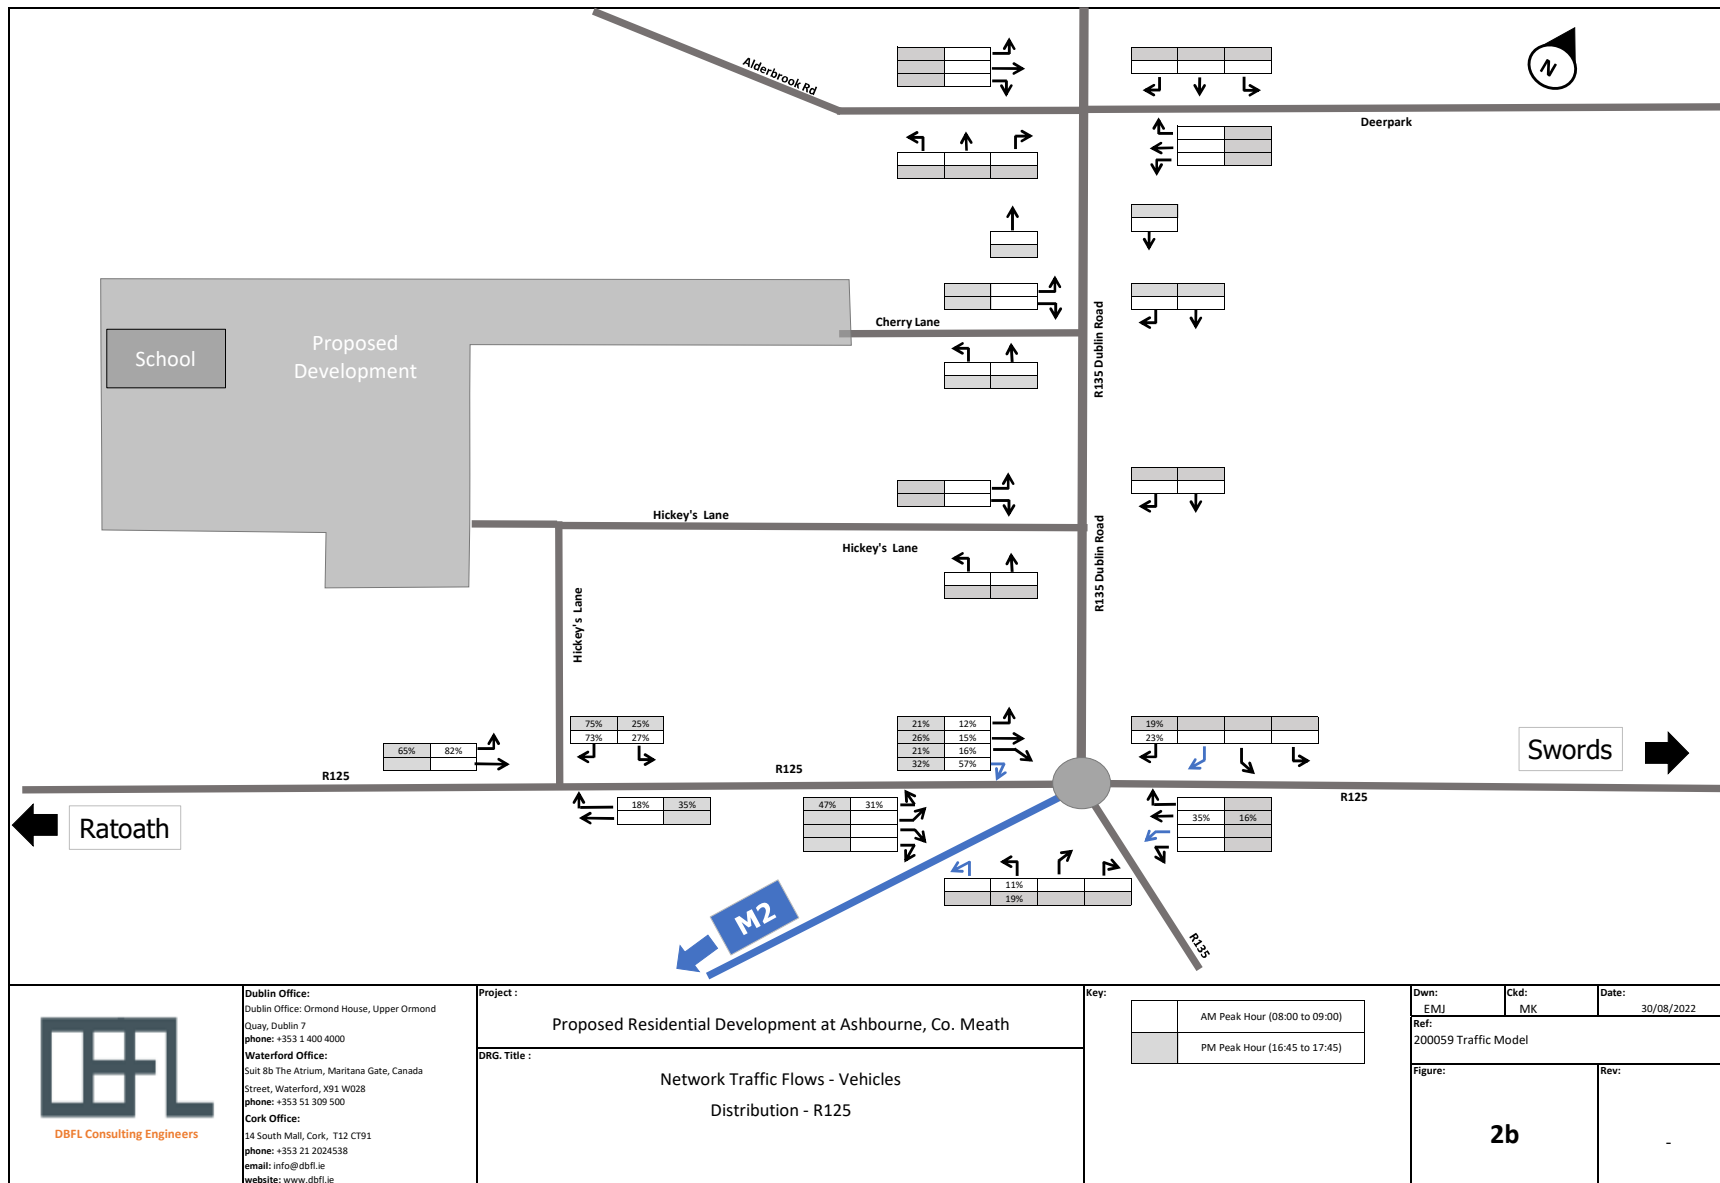 Alderbrook Rd
N
Deerpark
R135 Dublin Road
Cherry Lane
School
Proposed
Development
Hickey's Lane
Hickey's Lane
R135 Dublin Road
Hickey's Lane
75% 25%
73% 27%
65% 82%
21% 12%
26% 15%
21% 16%
32% 57%
19%
23%
Swords
R125
R125
R125
Ratoath
18% 35%
47% 31%
35% 16%
11%
19%
M2
R135
DBFL Consulting Engineers
Dublin Office:
Dublin Office: Ormond House, Upper Ormond
Quay, Dublin 7
phone: +353 1 400 4000
Waterford Office:
Suit 8b The Atrium, Maritana Gate, Canada
Street, Waterford, X91 W028
phone: +353 51 309 500
Cork Office:
14 South Mall, Cork, T12 CT91
phone: +353 21 2024538
email: info@dbfl.ie
website: www.dbfl.ie
Project :
Proposed Residential Development at Ashbourne, Co. Meath
DRG. Title :
Network Traffic Flows - Vehicles
Distribution - R125
Key:
AM Peak Hour (08:00 to 09:00)
PM Peak Hour (16:45 to 17:45)
Dwn: Ckd: Date:
EMJ MK 30/08/2022
Ref:
200059 Traffic Model
Figure: Rev:
2b -